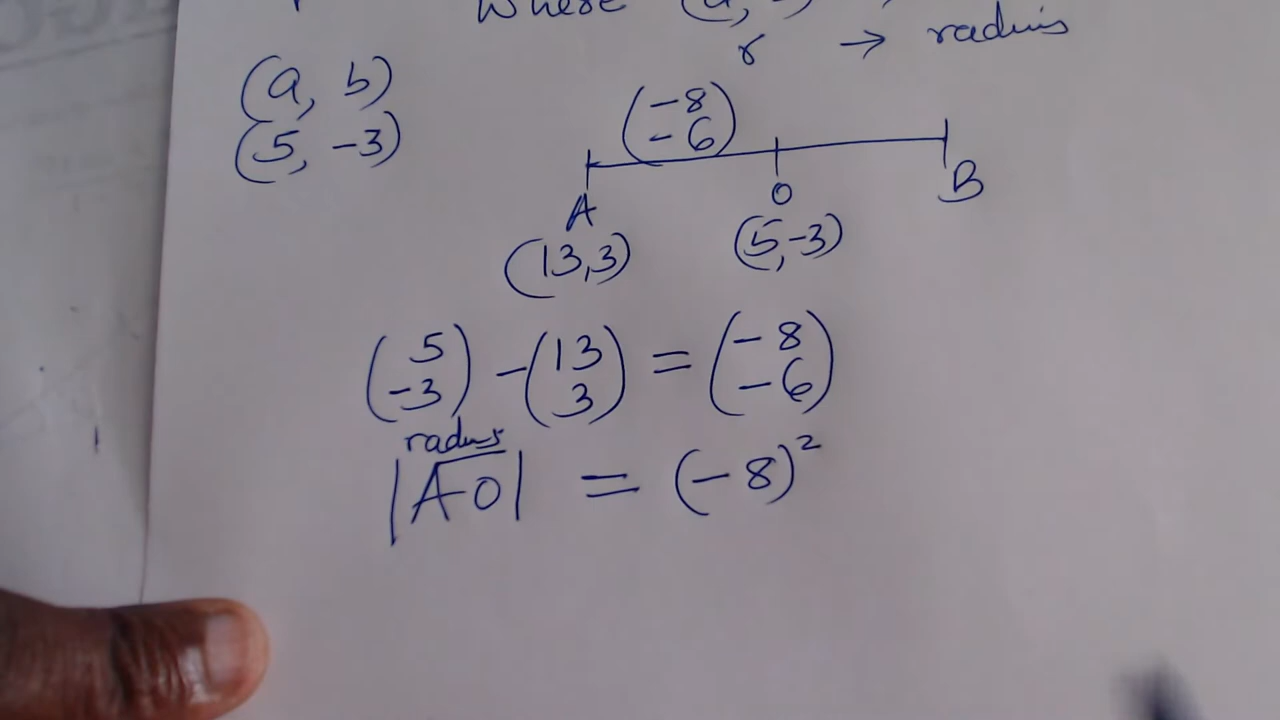 Where (a,
r → radius
(a, b)
(5, -3)
(-8 -6)
A O B
(13,3) (5,-3)
(5 -3) - (13 3) = (-8 -6)
radius
|AO| = (-8)²